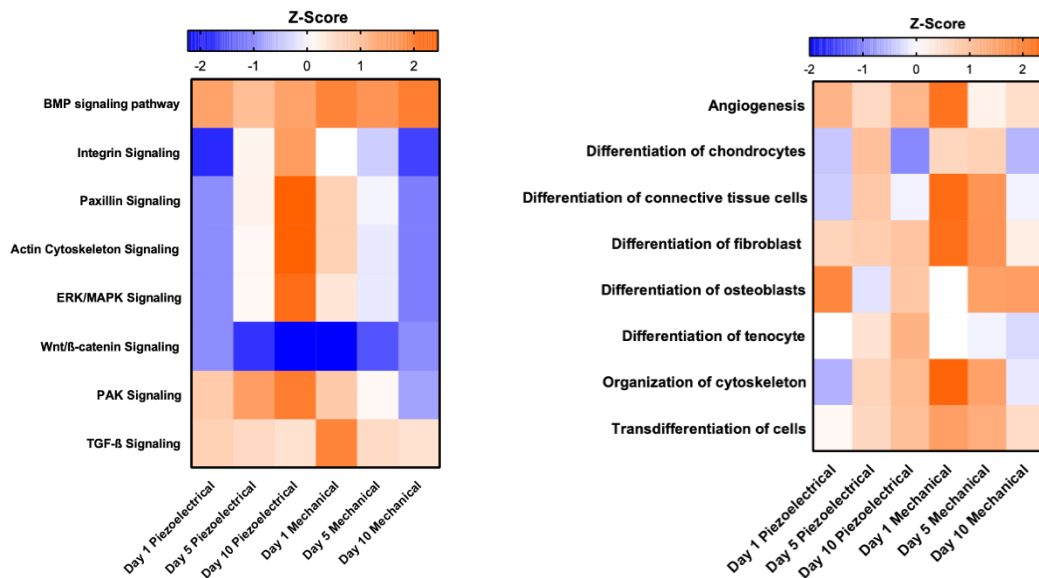 Z-Score
-2 -1 0 1 2
BMP signaling pathway
Integrin Signaling
Paxillin Signaling
Actin Cytoskeleton Signaling
ERK/MAPK Signaling
Wnt/ß-catenin Signaling
PAK Signaling
TGF-ß Signaling
Day 1 Piezoelectrical
Day 5 Piezoelectrical
Day 10 Piezoelectrical
Day 1 Mechanical
Day 5 Mechanical
Day 10 Mechanical
Z-Score
-2 -1 0 1 2
Angiogenesis
Differentiation of chondrocytes
Differentiation of connective tissue cells
Differentiation of fibroblast
Differentiation of osteoblasts
Differentiation of tenocyte
Organization of cytoskeleton
Transdifferentiation of cells
Day 1 Piezoelectrical
Day 5 Piezoelectrical
Day 10 Piezoelectrical
Day 1 Mechanical
Day 5 Mechanical
Day 10 Mechanical